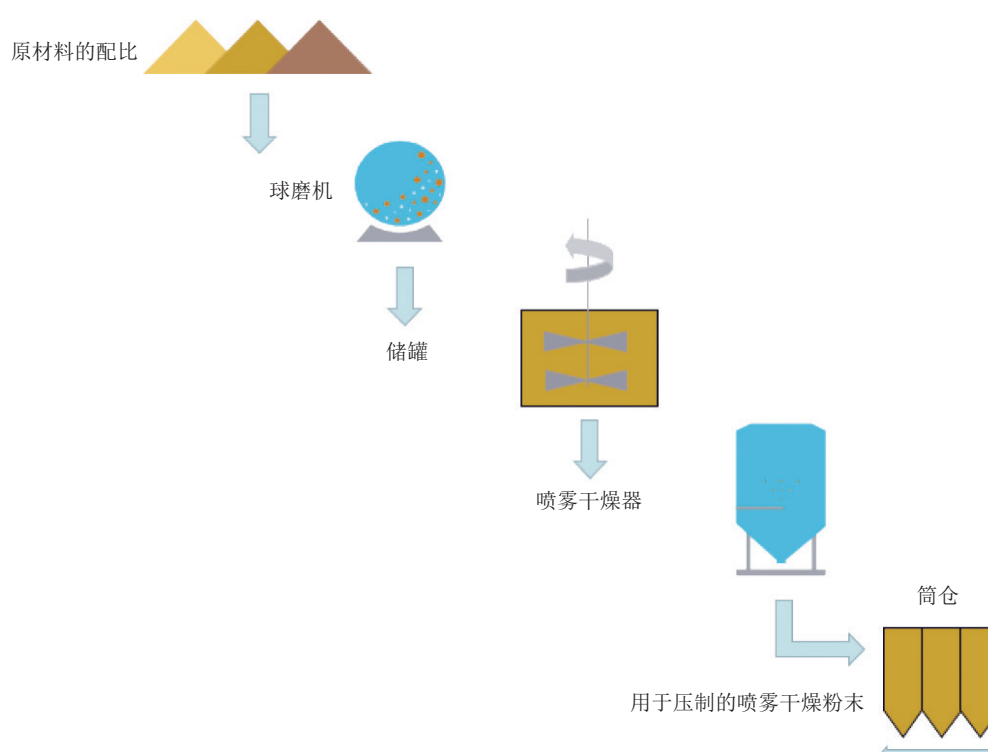 原材料的配比
球磨机
储罐
喷雾干燥器
筒仓
用于压制的喷雾干燥粉末